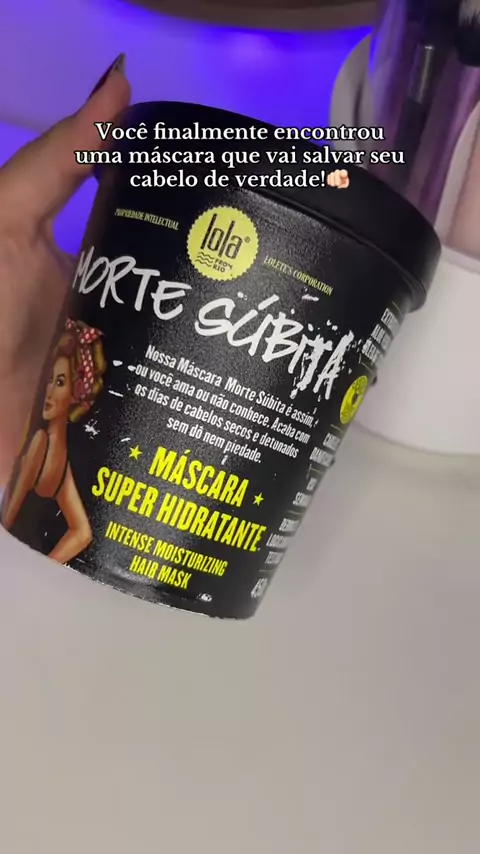 Você finalmente encontrou
uma máscara que vai salvar seu
cabelo de verdade!
PROPRIEDADE INTELECTUAL
lola®
FROM
RIO
LOLETE'S CORPORATION
MORTE SÚBITA
Nossa Máscara Morte Súbita é assim,
ou você ama ou não conhece. Acaba com
os dias de cabelos secos e detonados
sem dó nem piedade.
MÁSCARA
SUPER HIDRATANTE
INTENSE MOISTURIZING
HAIR MASK